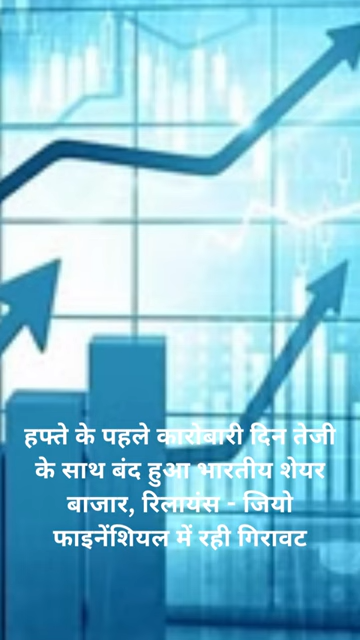 हफ्ते के पहले कारोबारी दिन तेजी
के साथ बंद हुआ भारतीय शेयर
बाजार, रिलायंस - जियो
फाइनेंशियल में रही गिरावट